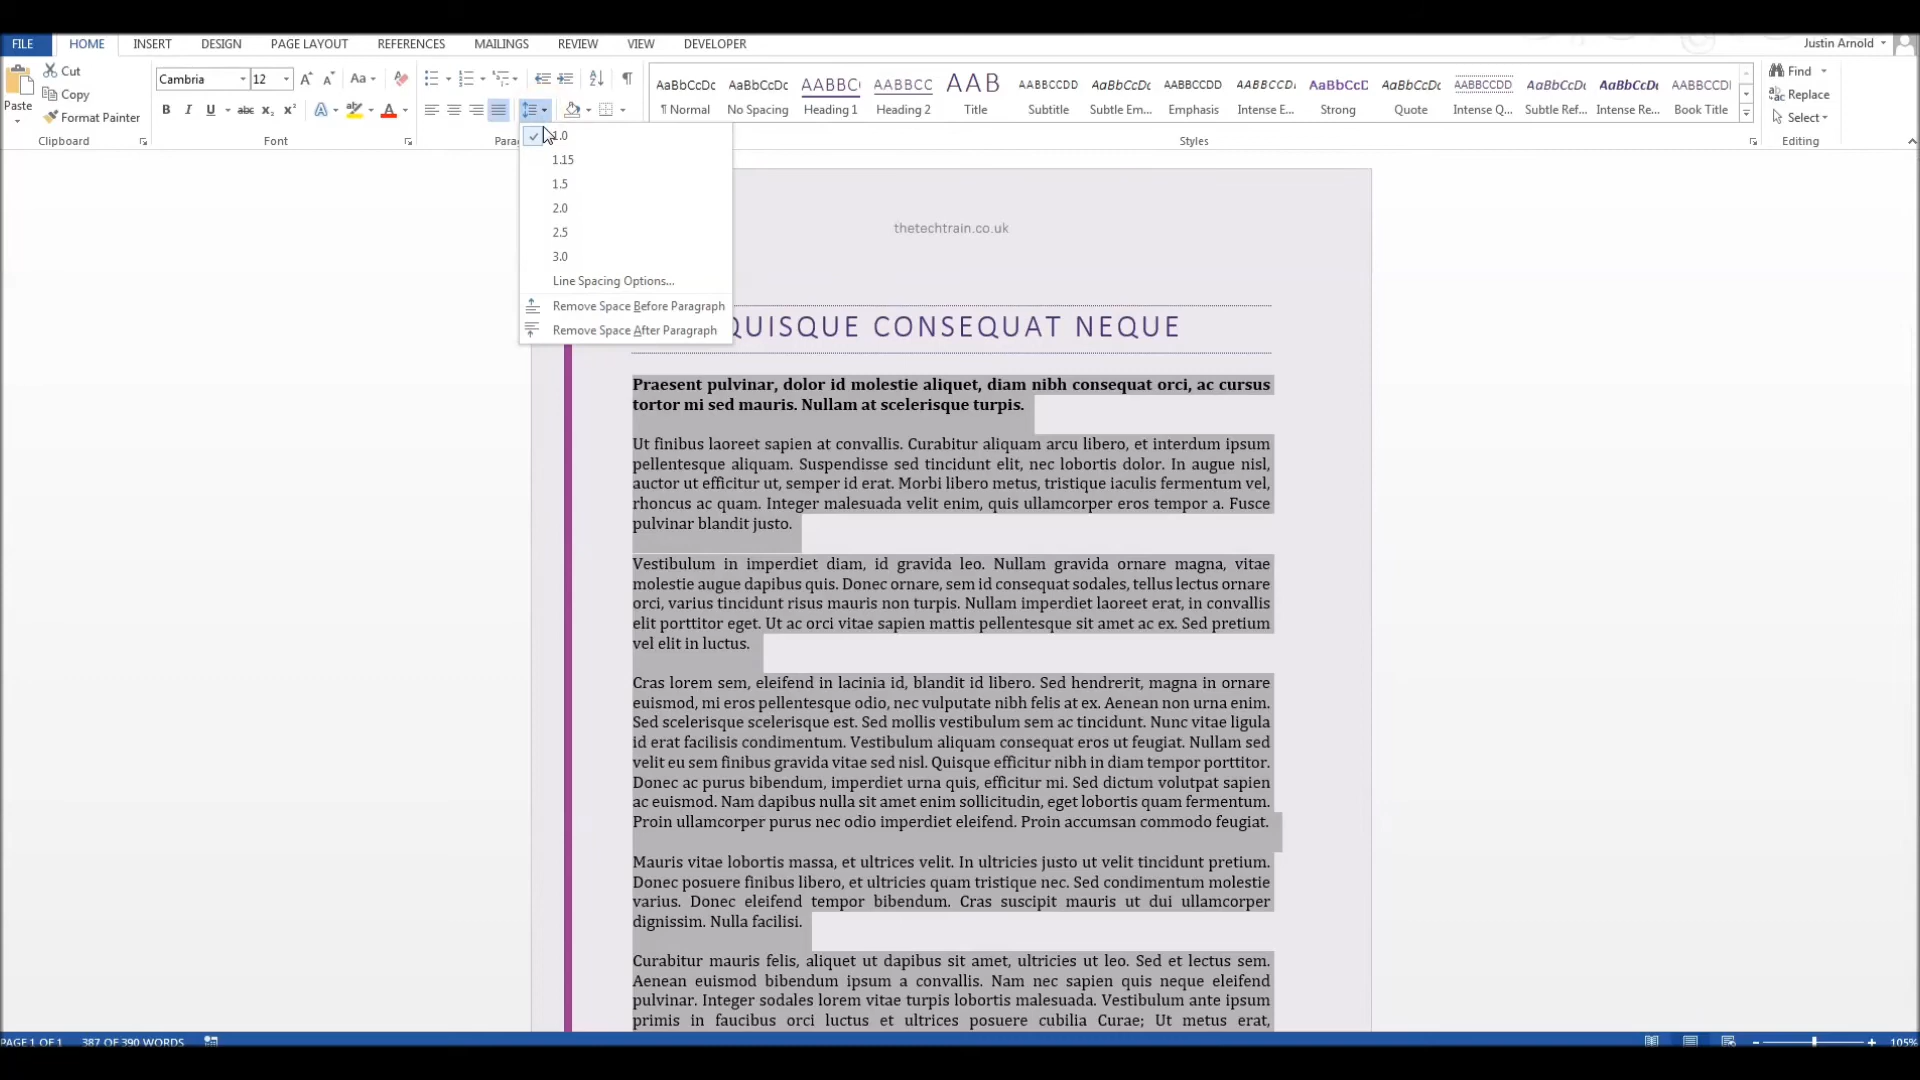 FILE HOME INSERT DESIGN PAGE LAYOUT REFERENCES MAILINGS REVIEW VIEW DEVELOPER Justin Arnold
Paste
Cut
Copy
Format Painter
Clipboard
Cambria 12
Font
¶ Normal
No Spacing
Heading 1
Heading 2
Title
Subtitle
Subtle Em...
Emphasis
Intense E...
Strong
Quote
Intense Q...
Subtle Ref...
Intense Re...
Book Title
Styles
Find
Replace
Select
Editing
1.0
1.15
1.5
2.0
2.5
3.0
Line Spacing Options...
Remove Space Before Paragraph
Remove Space After Paragraph
thetechtrain.co.uk
QUISQUE CONSEQUAT NEQUE
Praesent pulvinar, dolor id molestie aliquet, diam nibh consequat orci, ac cursus
tortor mi sed mauris. Nullam at scelerisque turpis.
Ut finibus laoreet sapien at convallis. Curabitur aliquam arcu libero, et interdum ipsum
pellentesque aliquam. Suspendisse sed tincidunt elit, nec lobortis dolor. In augue nisl,
auctor ut efficitur ut, semper id erat. Morbi libero metus, tristique iaculis fermentum vel,
rhoncus ac quam. Integer malesuada velit enim, quis ullamcorper eros tempor a. Fusce
pulvinar blandit justo.
Vestibulum in imperdiet diam, id gravida leo. Nullam gravida ornare magna, vitae
molestie augue dapibus quis. Donec ornare, sem id consequat sodales, tellus lectus ornare
orci, varius tincidunt risus mauris non turpis. Nullam imperdiet laoreet erat, in convallis
elit porttitor eget. Ut ac orci vitae sapien mattis pellentesque sit amet ac ex. Sed pretium
vel elit in luctus.
Cras lorem sem, eleifend in lacinia id, blandit id libero. Sed hendrerit, magna in ornare
euismod, mi eros pellentesque odio, nec vulputate nibh felis at ex. Aenean non urna enim.
Sed scelerisque scelerisque est. Sed mollis vestibulum sem ac tincidunt. Nunc vitae ligula
id erat facilisis condimentum. Vestibulum aliquam consequat eros ut feugiat. Nullam sed
velit eu sem finibus gravida vitae sed nisl. Quisque efficitur nibh in diam tempor porttitor.
Donec ac purus bibendum, imperdiet urna quis, efficitur mi. Sed dictum volutpat sapien
ac euismod. Nam dapibus nulla sit amet enim sollicitudin, eget lobortis quam fermentum.
Proin ullamcorper purus nec odio imperdiet eleifend. Proin accumsan commodo feugiat.
Mauris vitae lobortis massa, et ultrices velit. In ultricies justo ut velit tincidunt pretium.
Donec posuere finibus libero, et ultricies quam tristique nec. Sed condimentum molestie
varius. Donec eleifend tempor bibendum. Cras suscipit mauris ut dui ullamcorper
dignissim. Nulla facilisi.
Curabitur mauris felis, aliquet ut dapibus sit amet, ultricies ut leo. Sed et lectus sem.
Aenean euismod bibendum ipsum a convallis. Nam nec sapien quis neque eleifend
pulvinar. Integer sodales lorem vitae turpis lobortis malesuada. Vestibulum ante ipsum
primis in faucibus orci luctus et ultrices posuere cubilia Curae; Ut metus erat,
PAGE 1 OF 1 387 OF 390 WORDS 105%